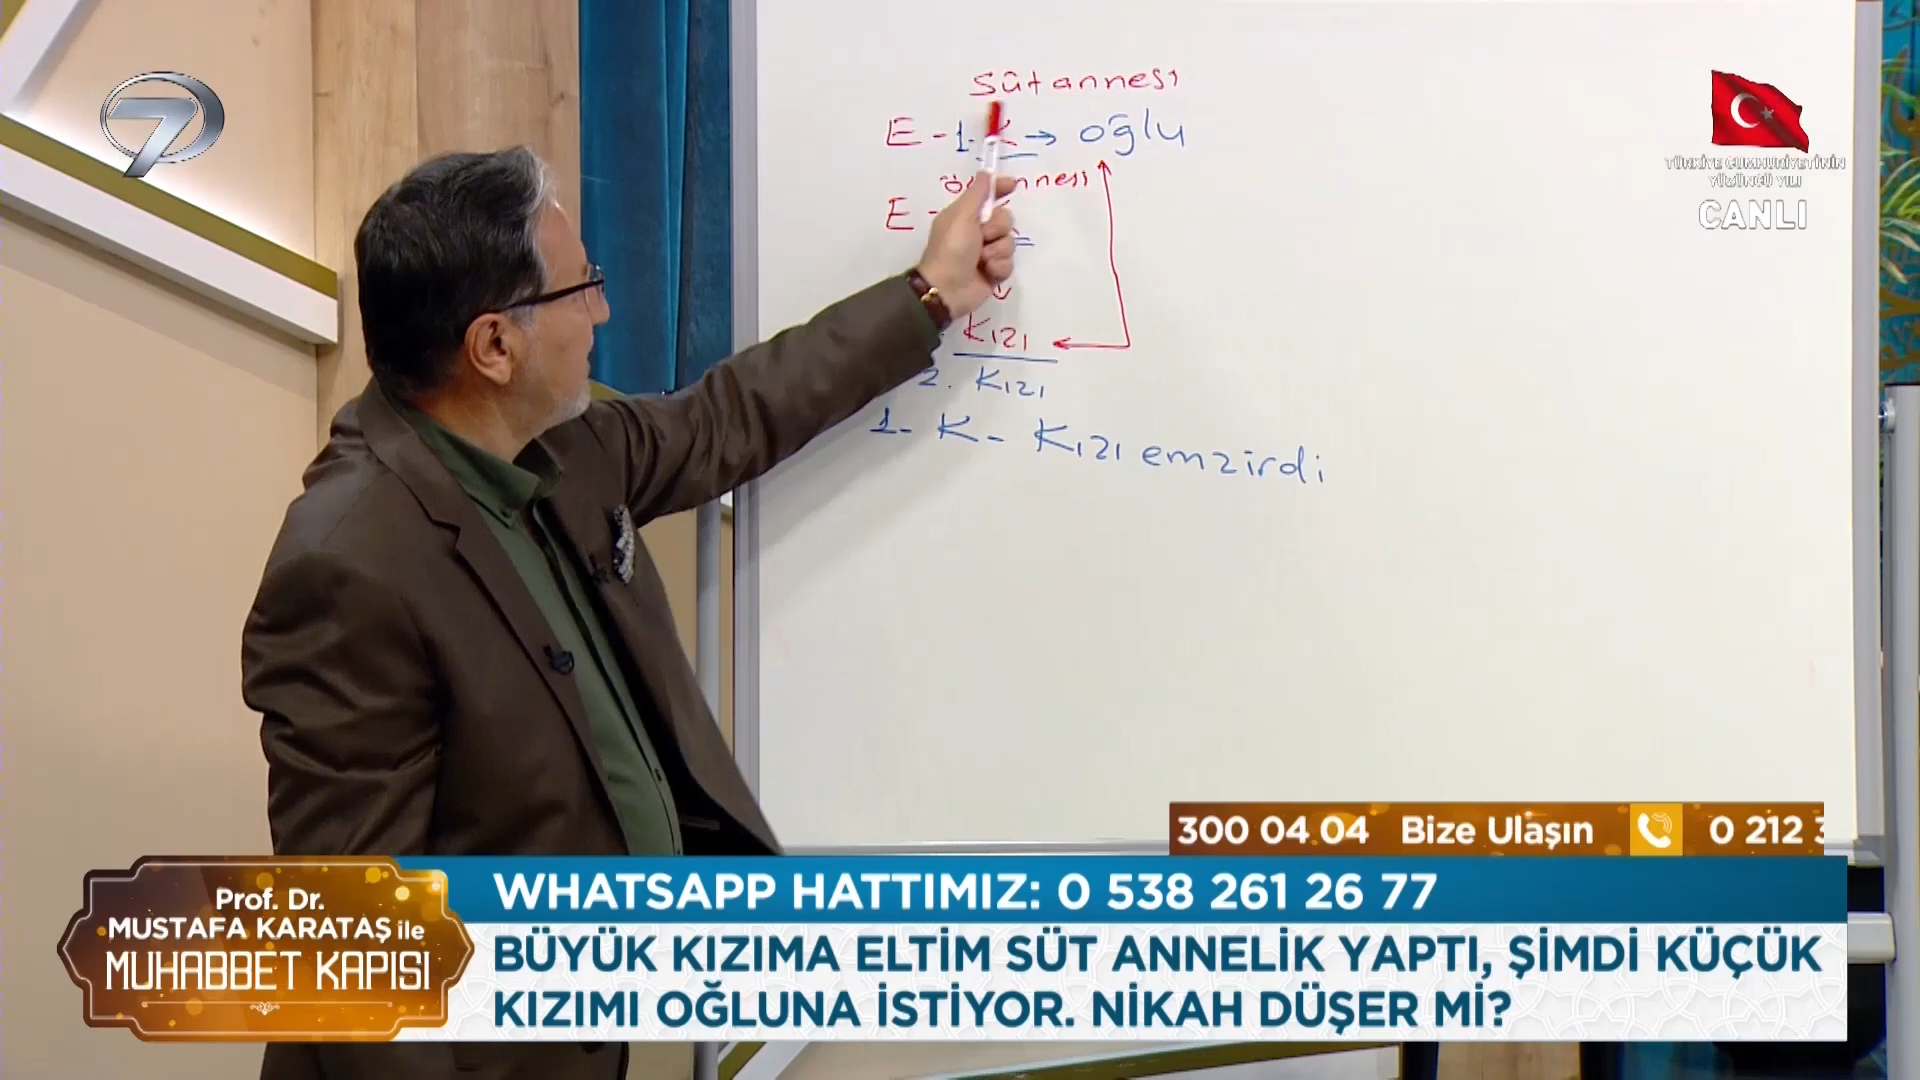 7
sütannesi
E - 1. K → oğlu
E -
Kızı
2. Kızı
1- K- Kızı emzirdi
TÜRKİYE CUMHURİYETİ'NİN
YÜZÜNCÜ YILI
CANLI
300 04 04 Bize Ulaşın 0 212
Prof. Dr.
MUSTAFA KARATAŞ ile
MUHABBET KAPISI
WHATSAPP HATTIMIZ: 0 538 261 26 77
BÜYÜK KIZIMA ELTİM SÜT ANNELİK YAPTI, ŞİMDİ KÜÇÜK
KIZIMI OĞLUNA İSTİYOR. NİKAH DÜŞER Mİ?